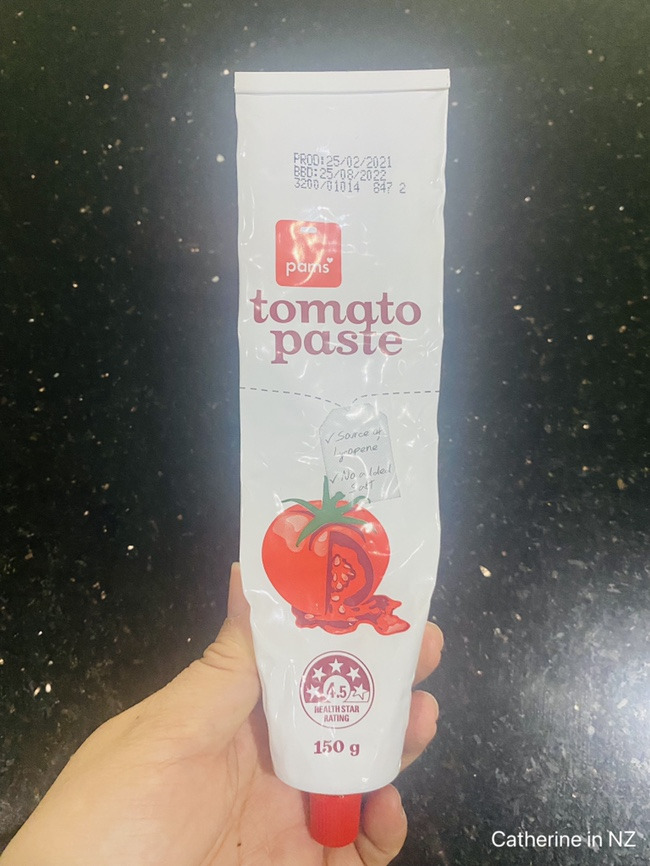 PROD:25/02/2021
BBD:25/08/2022
3200/01014 847 2
pams
tomato
paste
✓ Source of
lycopene
✓ No added
salt
4.5
HEALTH STAR
RATING
150 g
Catherine in NZ